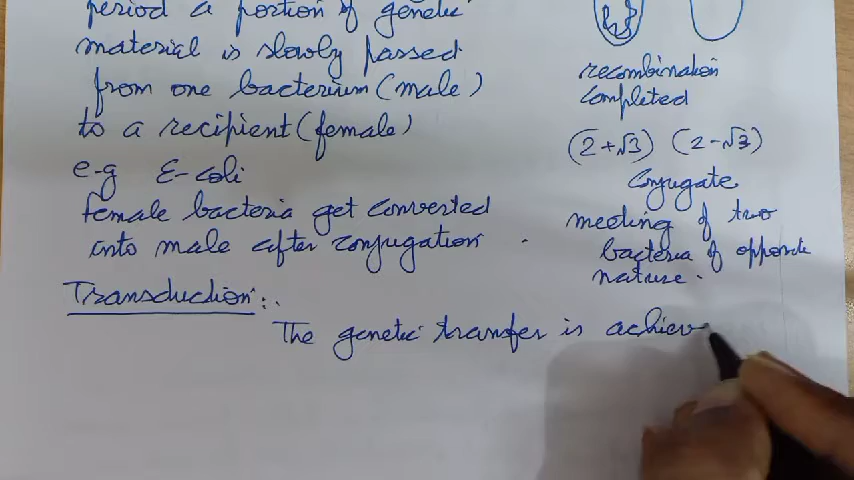 period a portion of genetic
material is slowly passed
from one bacterium (male)
to a recipient (female)
e-g E-coli
female bacteria get converted
into male after conjugation
recombination
completed
(2+√3) (2-√3)
Conjugate
meeting of two
bacteria of opposite
nature.
Transduction:.
The genetic transfer is achiev